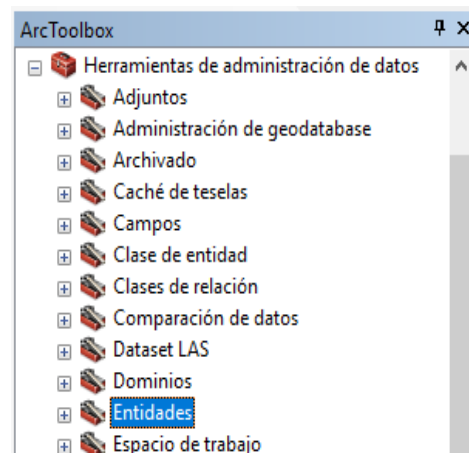 ArcToolbox
Herramientas de administración de datos
Adjuntos
Administración de geodatabase
Archivado
Caché de teselas
Campos
Clase de entidad
Clases de relación
Comparación de datos
Dataset LAS
Dominios
Entidades
Espacio de trabajo